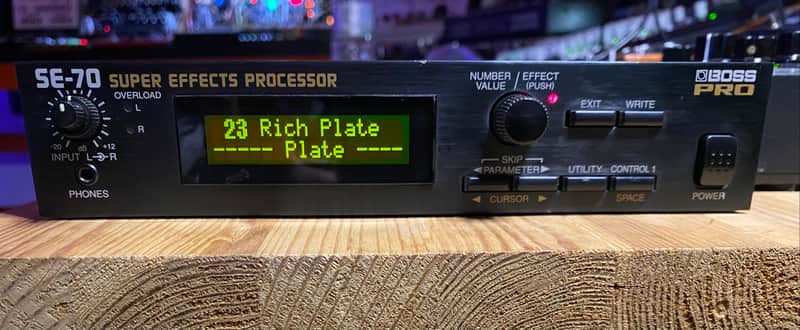 SE-70 SUPER EFFECTS PROCESSOR
OVERLOAD
L
R
-20 dB +12
INPUT L R
PHONES
23 Rich Plate
----- Plate ----
NUMBER / EFFECT
VALUE (PUSH)
EXIT WRITE
SKIP
PARAMETER
CURSOR
UTILITY CONTROL 1
SPACE
BOSS
PRO
POWER